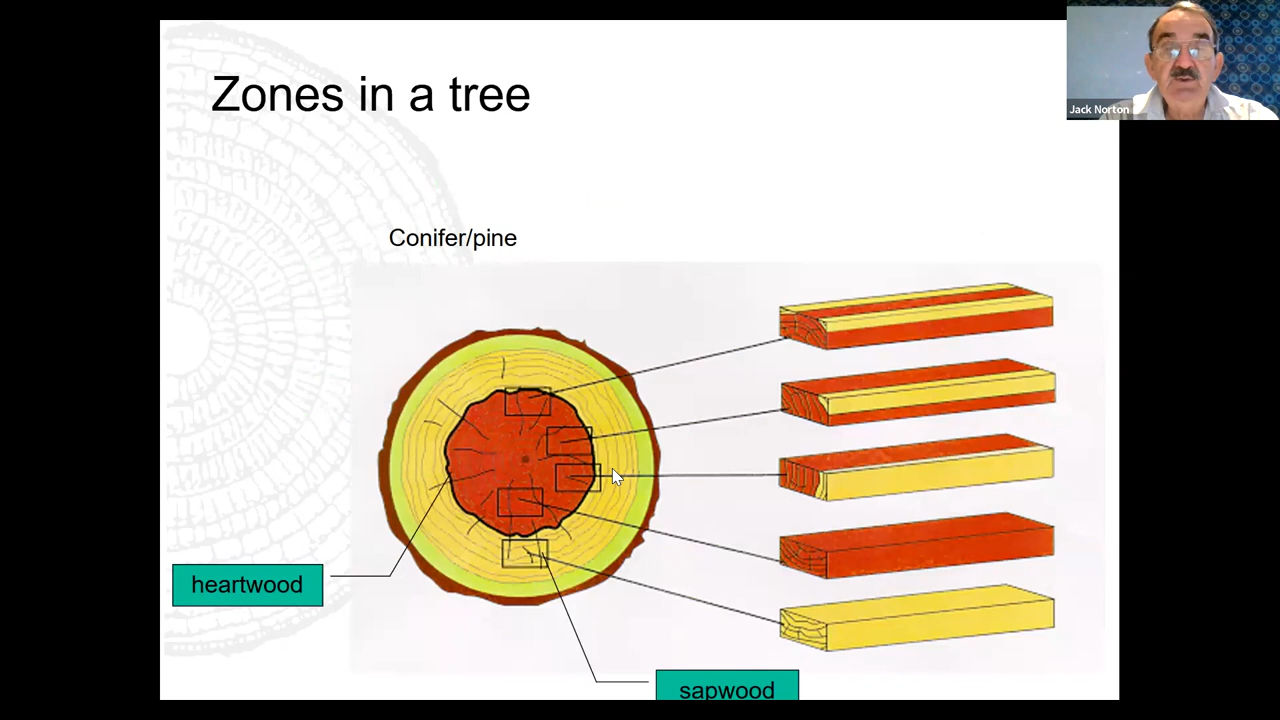 Zones in a tree
Jack Norton
Conifer/pine
heartwood
sapwood